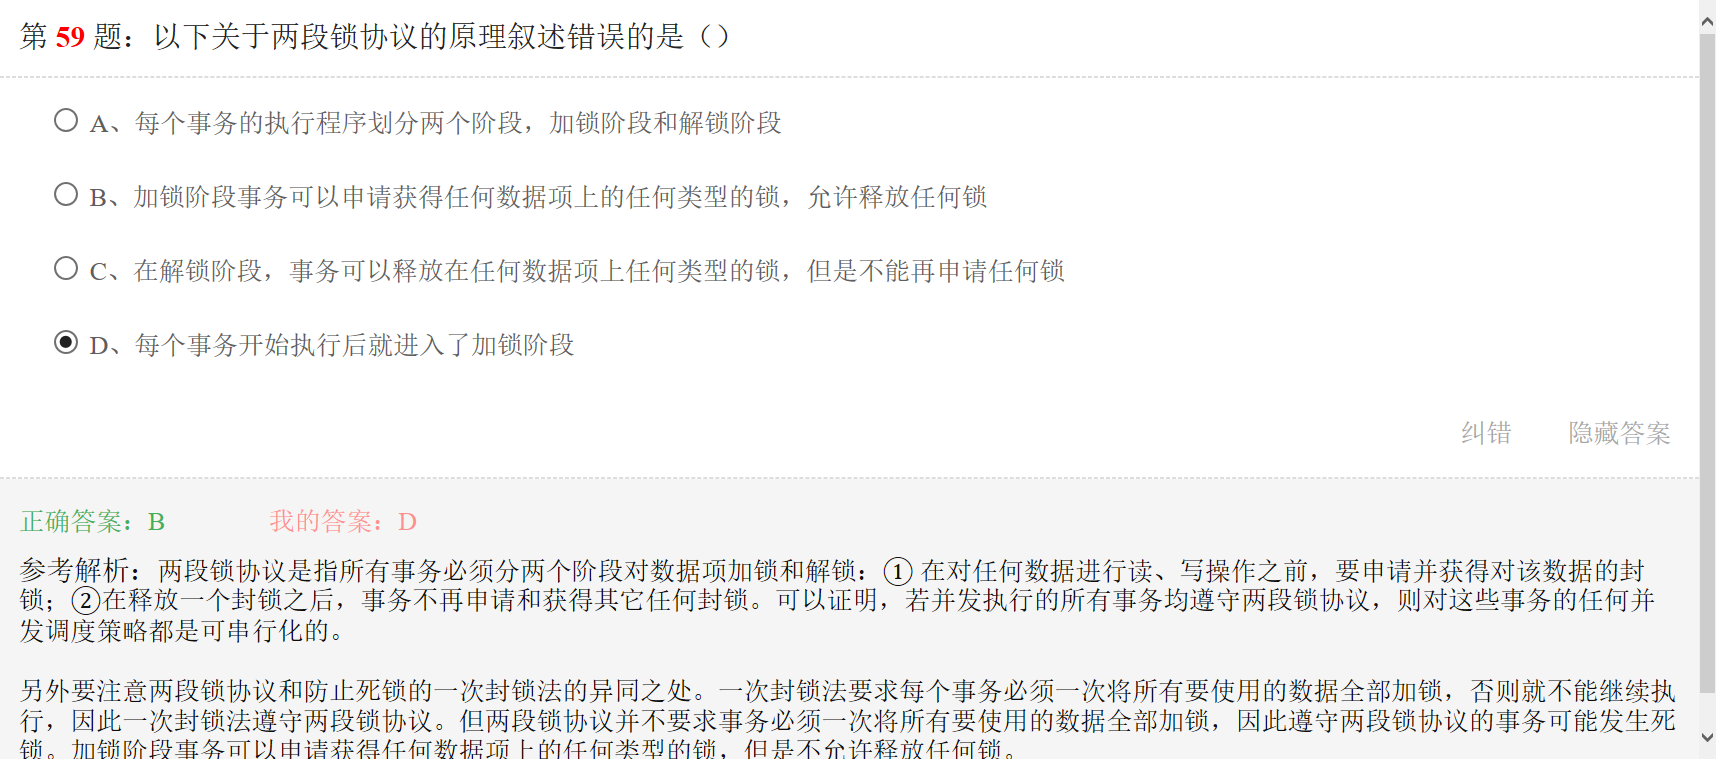 第 59 题：以下关于两段锁协议的原理叙述错误的是（）
A、每个事务的执行程序划分两个阶段，加锁阶段和解锁阶段
B、加锁阶段事务可以申请获得任何数据项上的任何类型的锁，允许释放任何锁
C、在解锁阶段，事务可以释放在任何数据项上任何类型的锁，但是不能再申请任何锁
D、每个事务开始执行后就进入了加锁阶段
纠错 隐藏答案
正确答案：B 我的答案：D
参考解析：两段锁协议是指所有事务必须分两个阶段对数据项加锁和解锁：① 在对任何数据进行读、写操作之前，要申请并获得对该数据的封
锁；②在释放一个封锁之后，事务不再申请和获得其它任何封锁。可以证明，若并发执行的所有事务均遵守两段锁协议，则对这些事务的任何并
发调度策略都是可串行化的。
另外要注意两段锁协议和防止死锁的一次封锁法的异同之处。一次封锁法要求每个事务必须一次将所有要使用的数据全部加锁，否则就不能继续执
行，因此一次封锁法遵守两段锁协议。但两段锁协议并不要求事务必须一次将所有要使用的数据全部加锁，因此遵守两段锁协议的事务可能发生死
锁。加锁阶段事务可以申请获得任何数据项上的任何类型的锁，但是不允许释放任何锁。